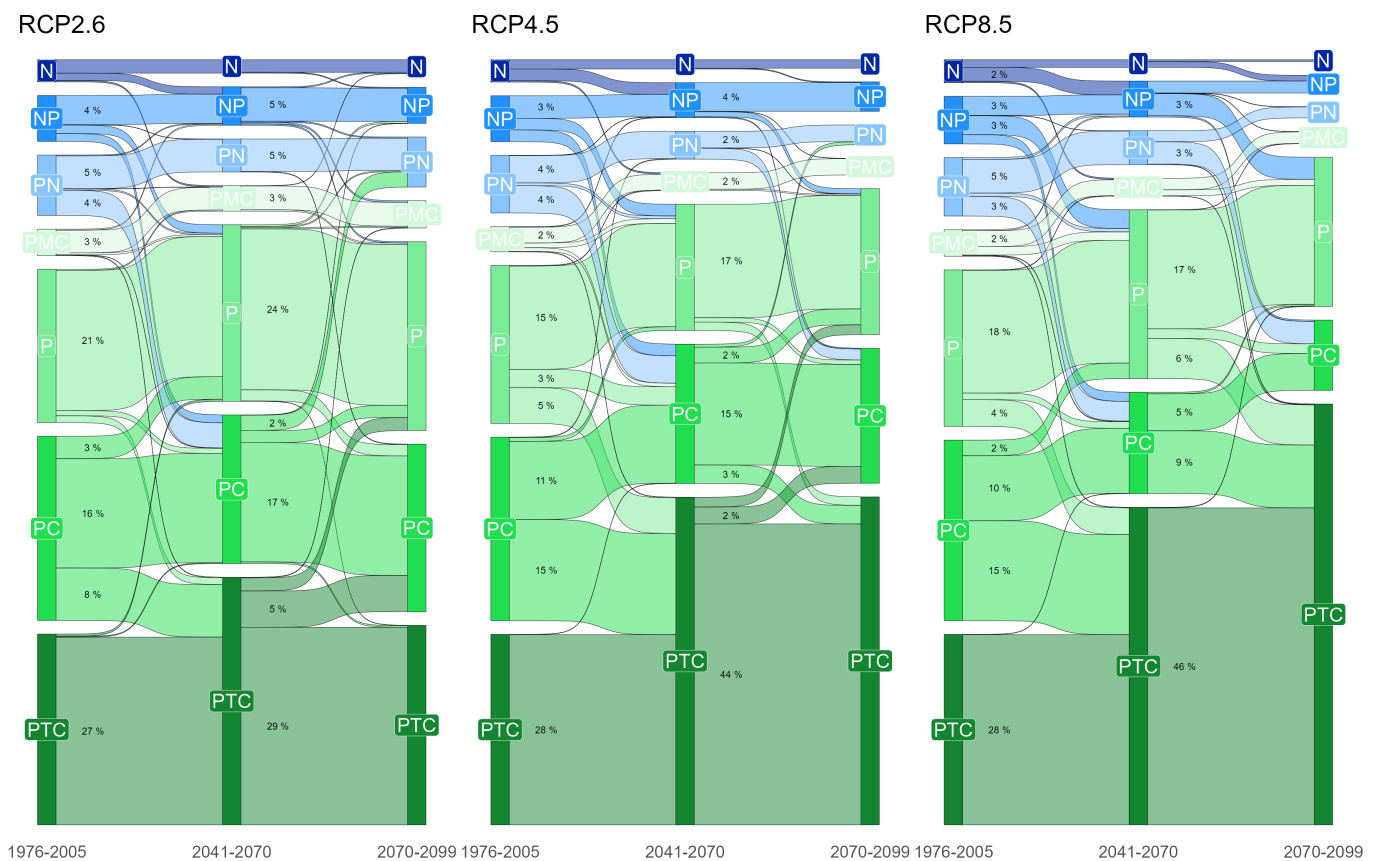 RCP2.6
N
N
N
NP
4 %
NP
5 %
NP
PN
5 %
4 %
PN
5 %
PN
PMC
3 %
PMC
3 %
PMC
P
21 %
P
24 %
P
PC
3 %
16 %
8 %
PC
2 %
17 %
PC
PTC
27 %
PTC
5 %
29 %
PTC
1976-2005
2041-2070
2070-2099
RCP4.5
N
N
N
NP
3 %
NP
4 %
NP
PN
4 %
4 %
PN
2 %
PN
PMC
2 %
PMC
2 %
PMC
P
15 %
3 %
5 %
P
17 %
P
PC
11 %
15 %
PC
2 %
15 %
3 %
PC
PTC
28 %
PTC
2 %
44 %
PTC
1976-2005
2041-2070
2070-2099
RCP8.5
N
2 %
N
N
NP
3 %
3 %
NP
3 %
NP
PN
5 %
3 %
PN
3 %
PN
PMC
2 %
PMC
PMC
P
18 %
4 %
P
17 %
6 %
P
PC
2 %
10 %
15 %
PC
5 %
9 %
PC
PTC
28 %
PTC
46 %
PTC
1976-2005
2041-2070
2070-2099